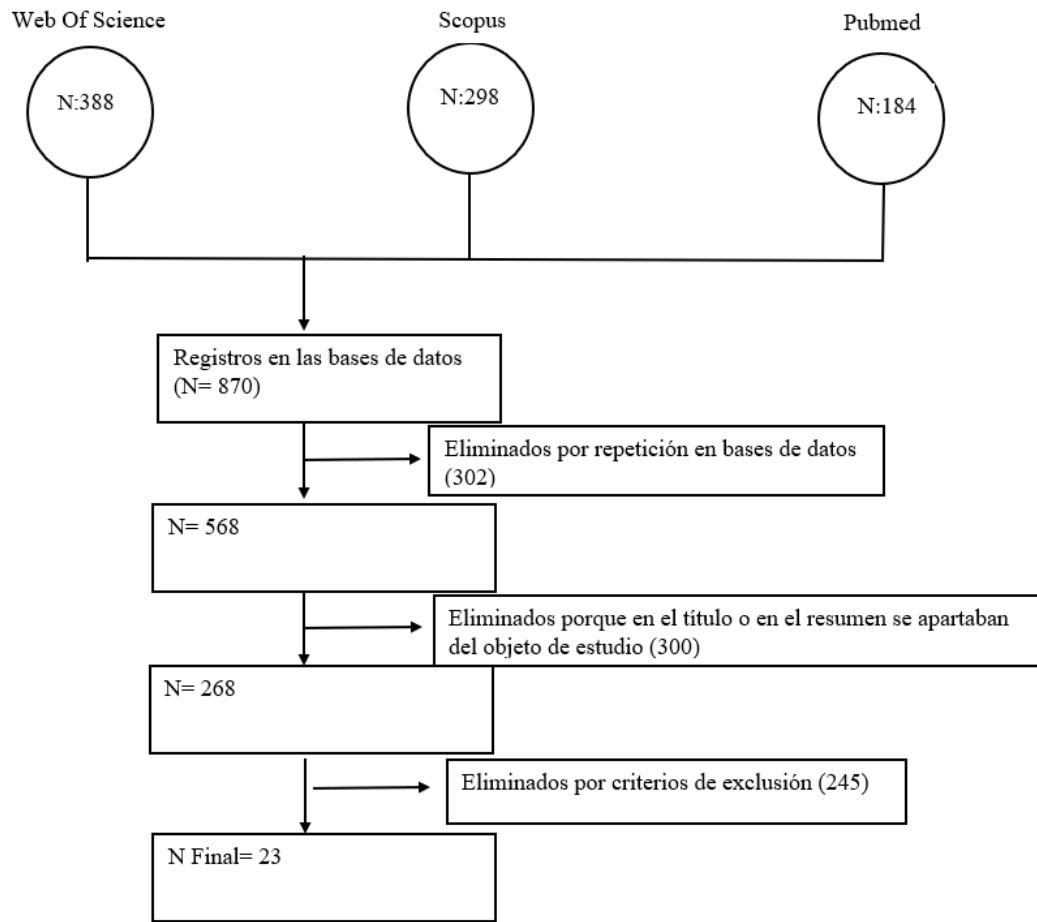 Web Of Science
Scopus
Pubmed
N:388
N:298
N:184
Registros en las bases de datos
(N= 870)
Eliminados por repetición en bases de datos
(302)
N= 568
Eliminados porque en el título o en el resumen se apartaban
del objeto de estudio (300)
N= 268
Eliminados por criterios de exclusión (245)
N Final= 23